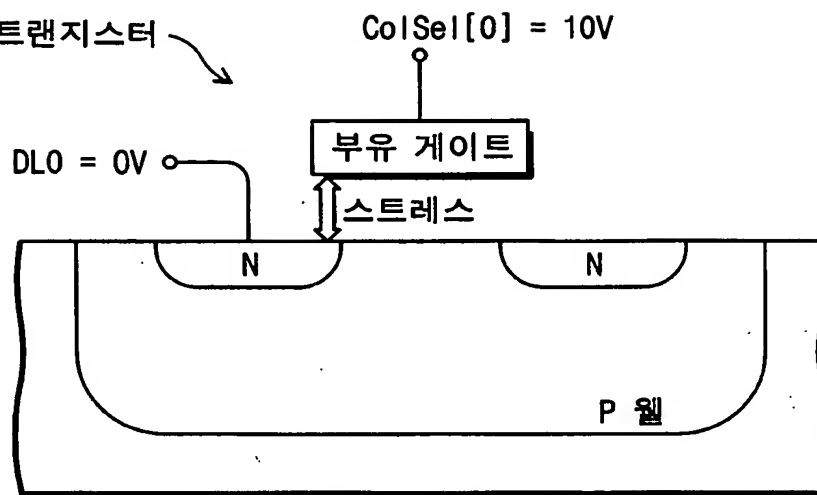 트랜지스터
ColSel[0] = 10V
부유 게이트
DL0 = 0V
스트레스
N
N
P 웰